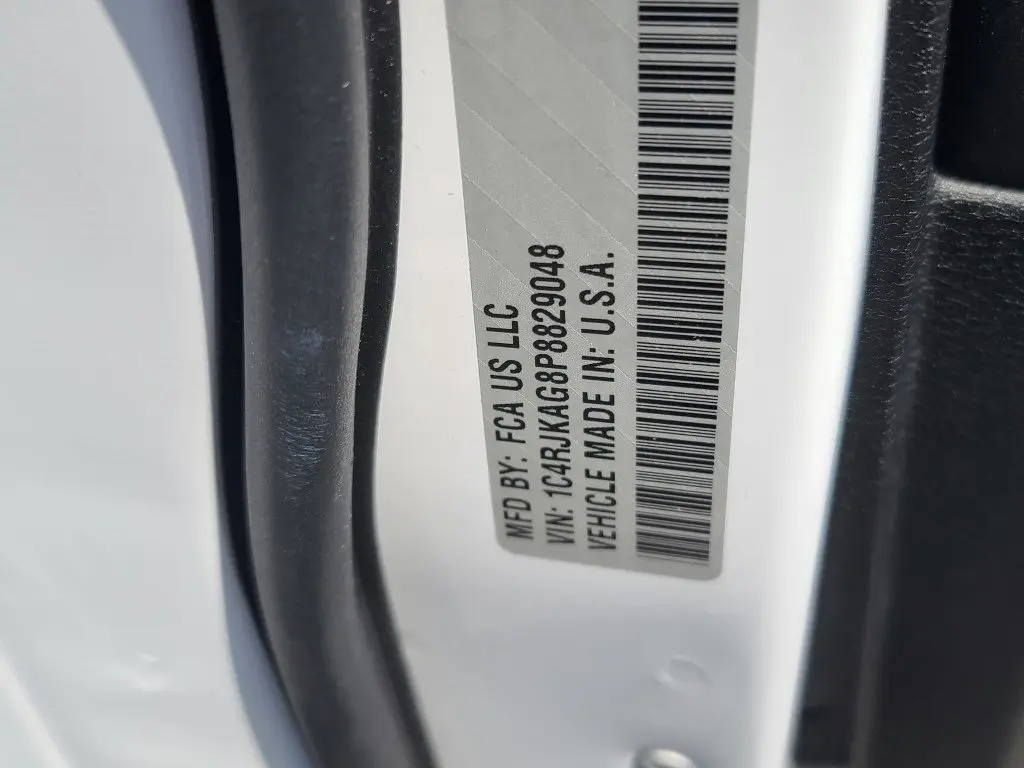 MFD BY: FCA US LLC
VIN: 1C4RJKAG8P8829048
VEHICLE MADE IN: U.S.A.